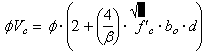 ϕV_c = ϕ·(2 + (4/β)·√f'_c·b_o·d)